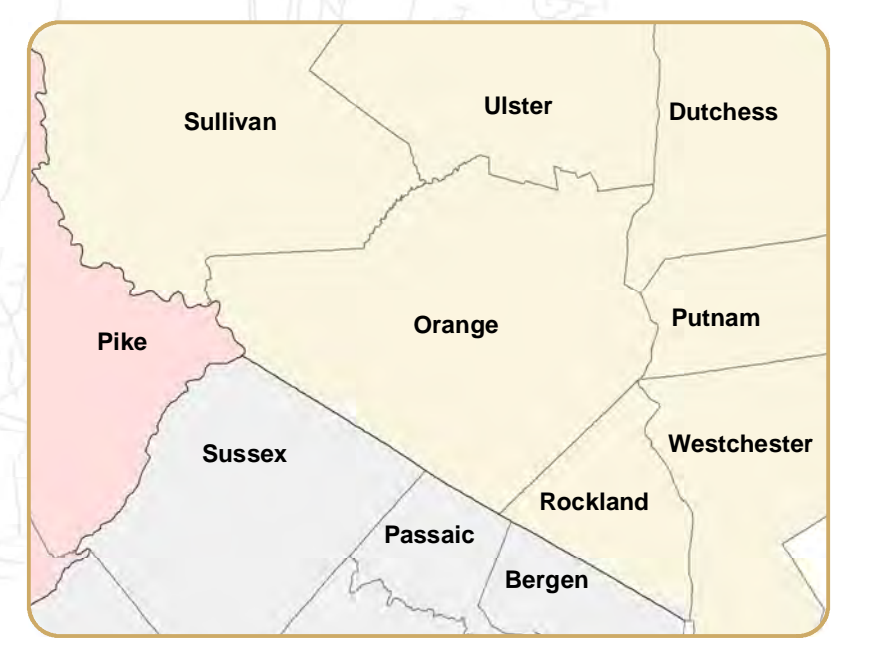 Ulster
Dutchess
Sullivan
Putnam
Orange
Pike
Westchester
Sussex
Rockland
Passaic
Bergen